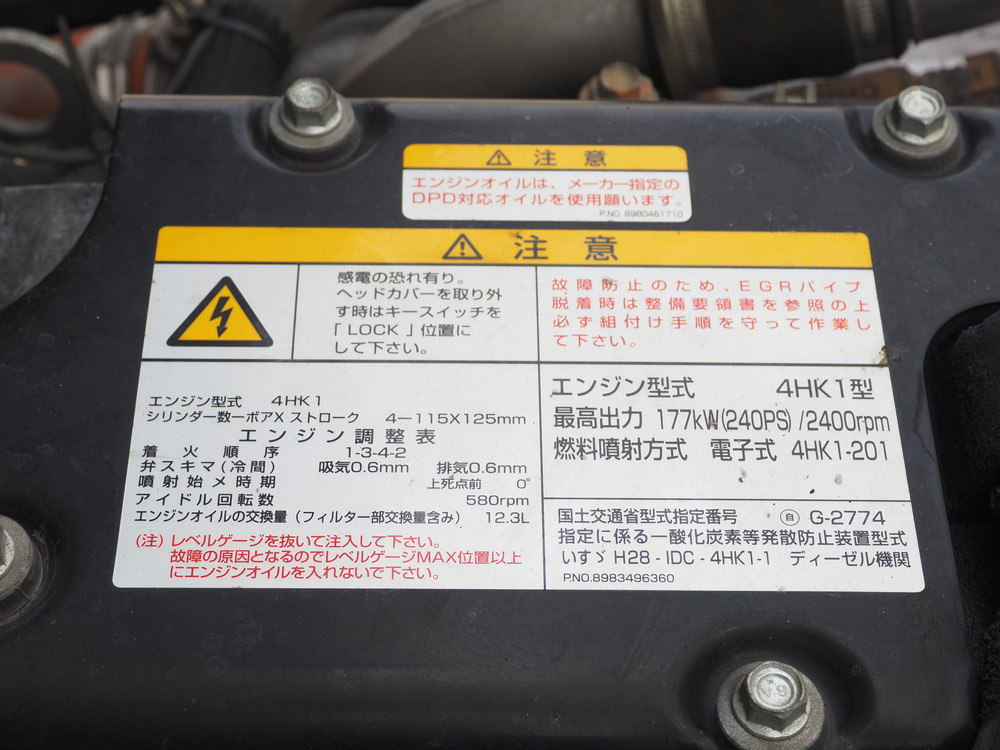 ⚠ 注意
エンジンオイルは、メーカー指定の
DPD対応オイルを使用願います。
P.NO. 8980461710
⚠ 注意
感電の恐れ有り。
ヘッドカバーを取り外
す時はキースイッチを
「LOCK」位置に
して下さい。
故障防止のため、EGRパイプ
脱着時は整備要領書を参照の上
必ず組付け手順を守って作業し
て下さい。
エンジン型式 4HK1
シリンダー数ーボアX ストローク 4－115X125mm
エンジン調整表
着火順序 1-3-4-2
弁スキマ(冷間) 吸気0.6mm 排気0.6mm
噴射始メ時期 上死点前 0°
アイドル回転数 580rpm
エンジンオイルの交換量（フィルター部交換量含み） 12.3L
(注) レベルゲージを抜いて注入して下さい。
故障の原因となるのでレベルゲージMAX位置以上
にエンジンオイルを入れないで下さい。
エンジン型式 4HK1型
最高出力 177kW(240PS) /2400rpm
燃料噴射方式 電子式 4HK1-201
国土交通省型式指定番号 ㊂ G-2774
指定に係る一酸化炭素等発散防止装置型式
いすゞ H28 - IDC - 4HK1-1 ディーゼル機関
P.NO.8983496360